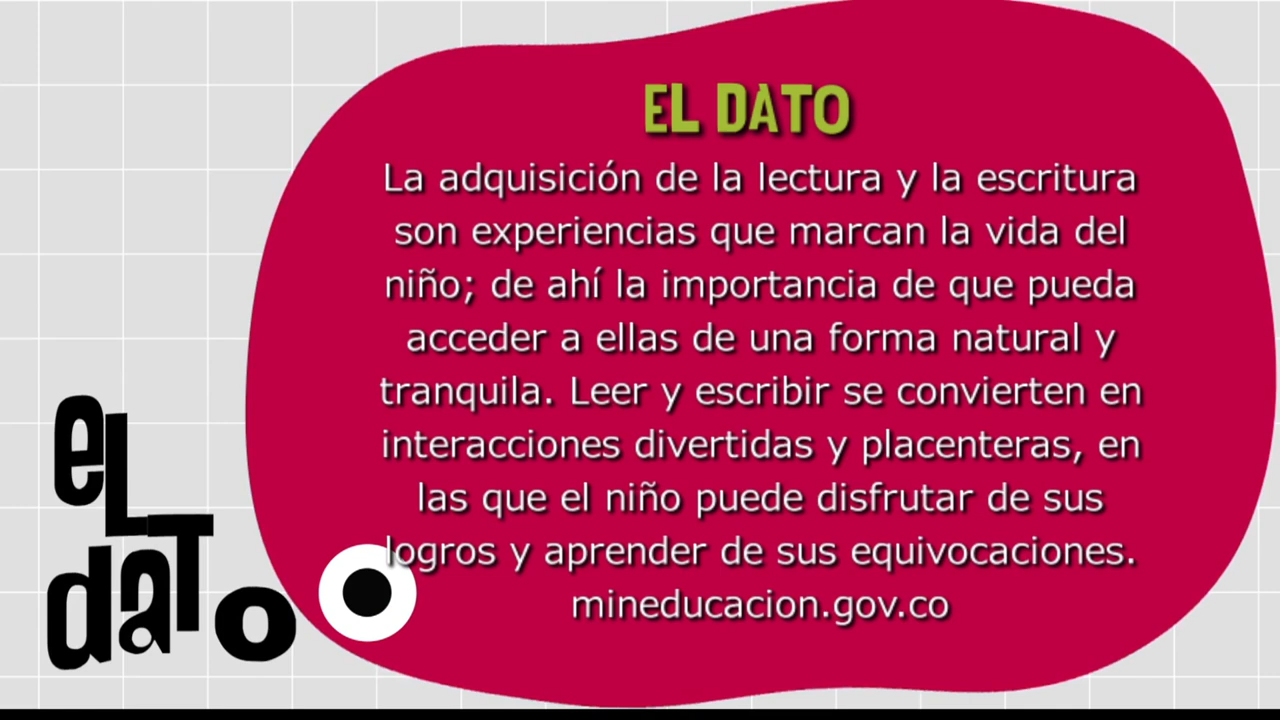 EL DATO
La adquisición de la lectura y la escritura
son experiencias que marcan la vida del
niño; de ahí la importancia de que pueda
acceder a ellas de una forma natural y
tranquila. Leer y escribir se convierten en
interacciones divertidas y placenteras, en
las que el niño puede disfrutar de sus
logros y aprender de sus equivocaciones.
mineducacion.gov.co
eL
daTo